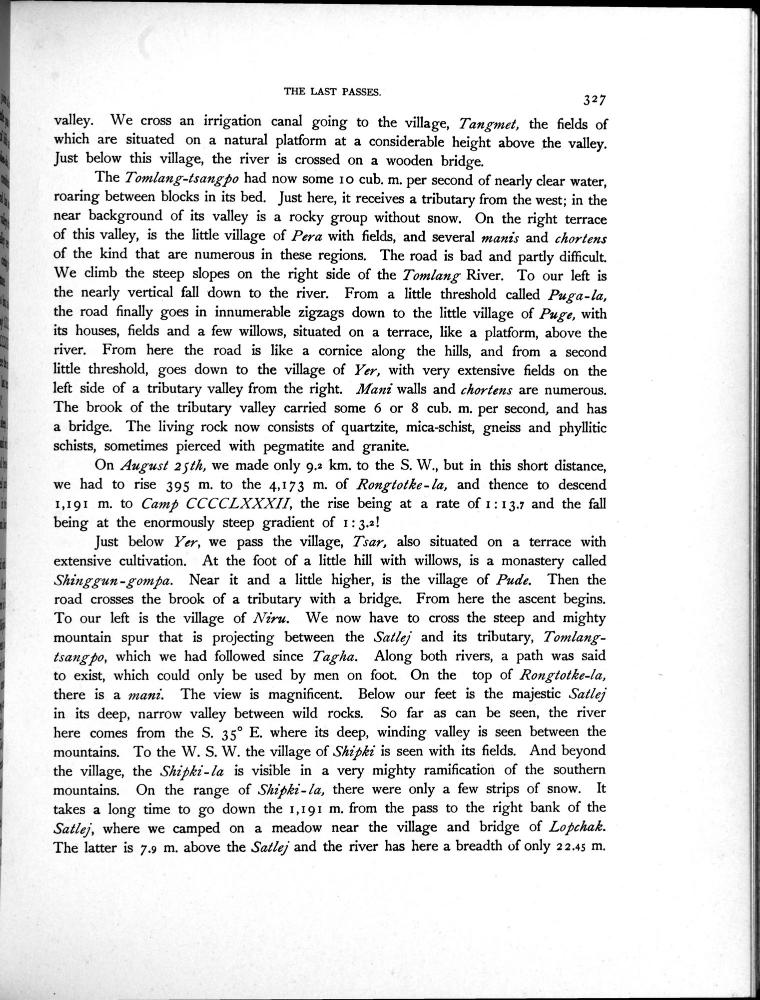 THE LAST PASSES.
327
valley. We cross an irrigation canal going to the village, Tangmet, the fields of
which are situated on a natural platform at a considerable height above the valley.
Just below this village, the river is crossed on a wooden bridge.
The Tomlang-tsangpo had now some 10 cub. m. per second of nearly clear water,
roaring between blocks in its bed. Just here, it receives a tributary from the west; in the
near background of its valley is a rocky group without snow. On the right terrace
of this valley, is the little village of Pera with fields, and several manis and chortens
of the kind that are numerous in these regions. The road is bad and partly difficult.
We climb the steep slopes on the right side of the Tomlang River. To our left is
the nearly vertical fall down to the river. From a little threshold called Puga-la,
the road finally goes in innumerable zigzags down to the little village of Puge, with
its houses, fields and a few willows, situated on a terrace, like a platform, above the
river. From here the road is like a cornice along the hills, and from a second
little threshold, goes down to the village of Yer, with very extensive fields on the
left side of a tributary valley from the right. Mani walls and chortens are numerous.
The brook of the tributary valley carried some 6 or 8 cub. m. per second, and has
a bridge. The living rock now consists of quartzite, mica-schist, gneiss and phyllitic
schists, sometimes pierced with pegmatite and granite.
On August 25th, we made only 9.2 km. to the S. W., but in this short distance,
we had to rise 395 m. to the 4,173 m. of Rongtotke-la, and thence to descend
1,191 m. to Camp CCCCLXXXII, the rise being at a rate of 1 : 13.7 and the fall
being at the enormously steep gradient of 1 : 3.2!
Just below Yer, we pass the village, Tsar, also situated on a terrace with
extensive cultivation. At the foot of a little hill with willows, is a monastery called
Shinggun-gompa. Near it and a little higher, is the village of Pude. Then the
road crosses the brook of a tributary with a bridge. From here the ascent begins.
To our left is the village of Niru. We now have to cross the steep and mighty
mountain spur that is projecting between the Satlej and its tributary, Tomlang-
tsangpo, which we had followed since Tagha. Along both rivers, a path was said
to exist, which could only be used by men on foot. On the top of Rongtotke-la,
there is a mani. The view is magnificent. Below our feet is the majestic Satlej
in its deep, narrow valley between wild rocks. So far as can be seen, the river
here comes from the S. 35° E. where its deep, winding valley is seen between the
mountains. To the W. S. W. the village of Shipki is seen with its fields. And beyond
the village, the Shipki-la is visible in a very mighty ramification of the southern
mountains. On the range of Shipki-la, there were only a few strips of snow. It
takes a long time to go down the 1,191 m. from the pass to the right bank of the
Satlej, where we camped on a meadow near the village and bridge of Lopchak.
The latter is 7.9 m. above the Satlej and the river has here a breadth of only 22.45 m.